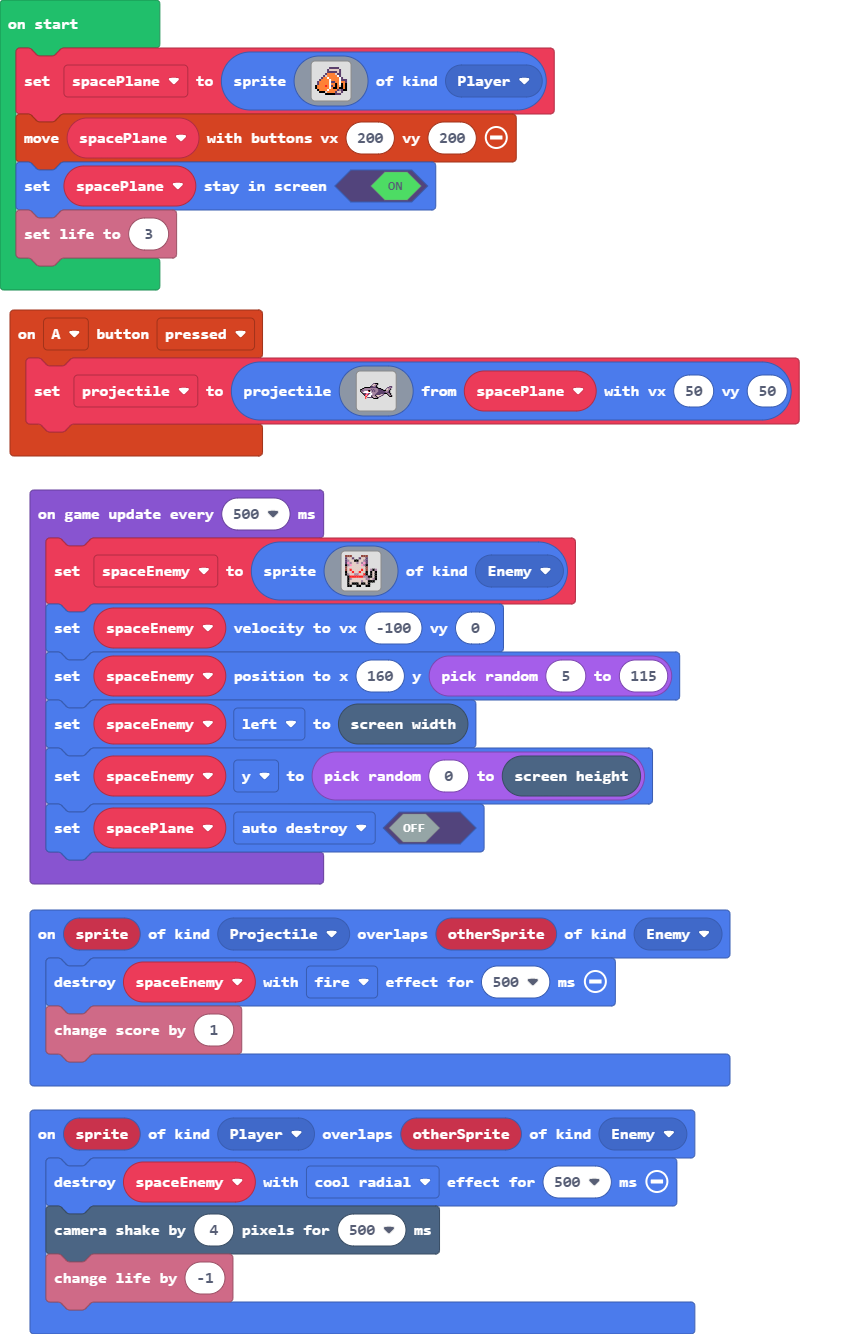 on start
set spacePlane to sprite of kind Player
move spacePlane with buttons vx 200 vy 200
set spacePlane stay in screen ON
set life to 3
on A button pressed
set projectile to projectile from spacePlane with vx 50 vy 50
on game update every 500 ms
set spaceEnemy to sprite of kind Enemy
set spaceEnemy velocity to vx -100 vy 0
set spaceEnemy position to x 160 y pick random 5 to 115
set spaceEnemy left to screen width
set spaceEnemy y to pick random 0 to screen height
set spacePlane auto destroy OFF
on sprite of kind Projectile overlaps otherSprite of kind Enemy
destroy spaceEnemy with fire effect for 500 ms
change score by 1
on sprite of kind Player overlaps otherSprite of kind Enemy
destroy spaceEnemy with cool radial effect for 500 ms
camera shake by 4 pixels for 500 ms
change life by -1